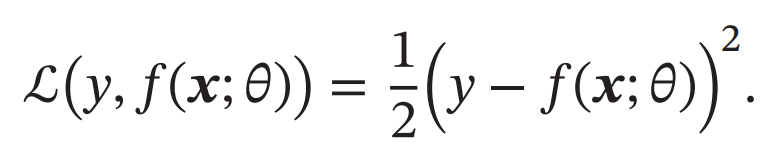 ℒ(y, f(𝒙; θ)) = 1/2 (y − f(𝒙; θ))².